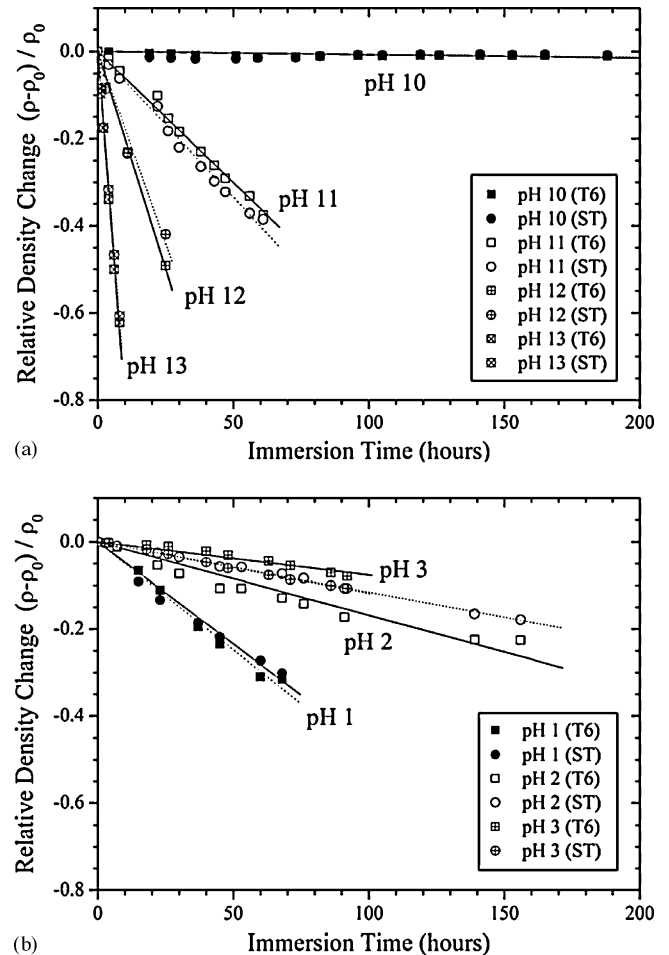 0.0
-0.2
-0.4
-0.6
-0.8
Relative Density Change (ρ-ρ0) / ρ0
pH 10
pH 11
pH 12
pH 13
pH 10 (T6)
pH 10 (ST)
pH 11 (T6)
pH 11 (ST)
pH 12 (T6)
pH 12 (ST)
pH 13 (T6)
pH 13 (ST)
0 50 100 150 200
(a)
Immersion Time (hours)
0.0
-0.2
-0.4
-0.6
-0.8
Relative Density Change (ρ-ρ0) / ρ0
pH 3
pH 2
pH 1
pH 1 (T6)
pH 1 (ST)
pH 2 (T6)
pH 2 (ST)
pH 3 (T6)
pH 3 (ST)
0 50 100 150 200
(b)
Immersion Time (hours)